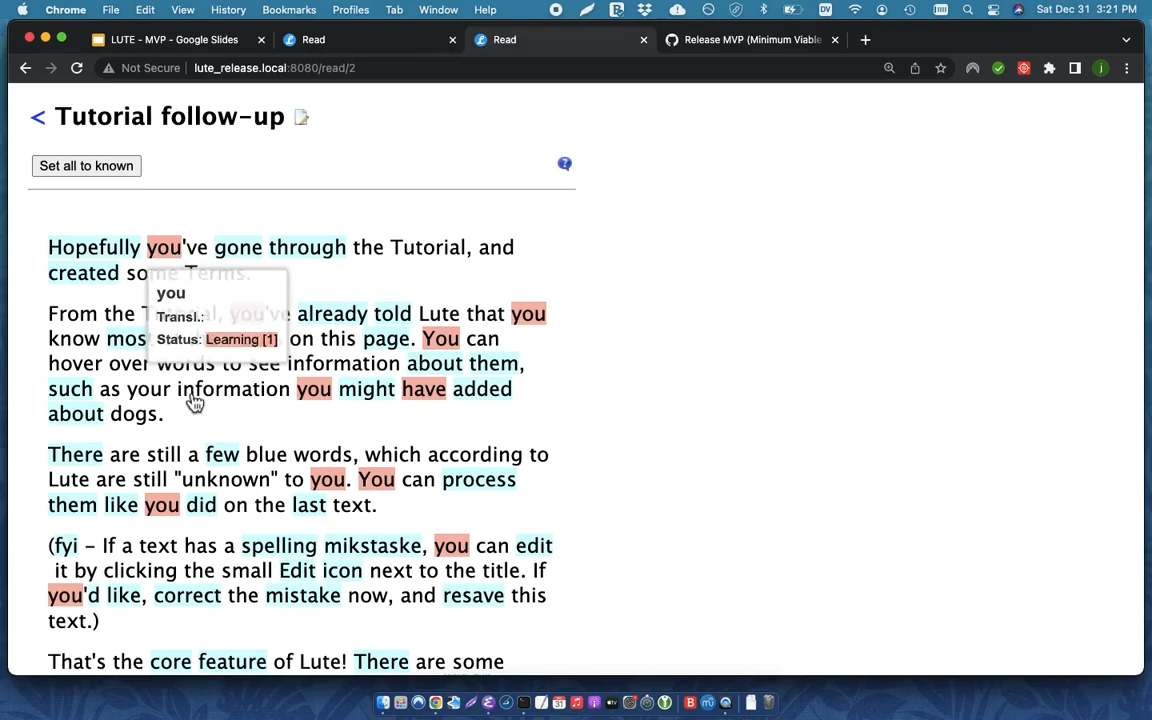 Chrome File Edit View History Bookmarks Profiles Tab Window Help DV Sat Dec 31 3:21 PM
LUTE - MVP - Google Slides Read Read Release MVP (Minimum Viable
Not Secure lute_release.local:8080/read/2 j
< Tutorial follow-up
Set all to known ?
Hopefully you've gone through the Tutorial, and
created some Terms.
you
From the Tutorial, you've already told Lute that you
Transl.:
know most on this page. You can
Status: Learning [1]
hover over words to see information about them,
such as your information you might have added
about dogs.
There are still a few blue words, which according to
Lute are still "unknown" to you. You can process
them like you did on the last text.
(fyi - If a text has a spelling mikstaske, you can edit
it by clicking the small Edit icon next to the title. If
you'd like, correct the mistake now, and resave this
text.)
That's the core feature of Lute! There are some